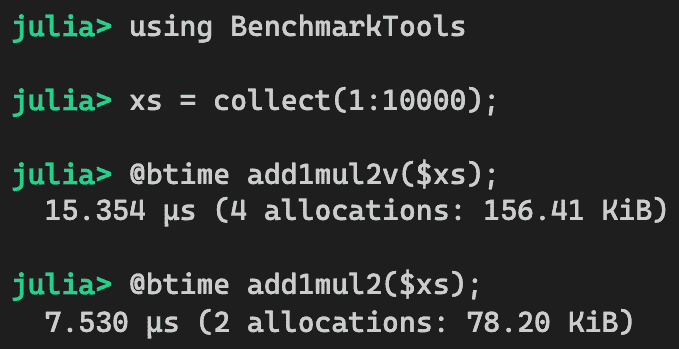 julia> using BenchmarkTools
julia> xs = collect(1:10000);
julia> @btime add1mul2v($xs);
15.354 μs (4 allocations: 156.41 KiB)
julia> @btime add1mul2($xs);
7.530 μs (2 allocations: 78.20 KiB)